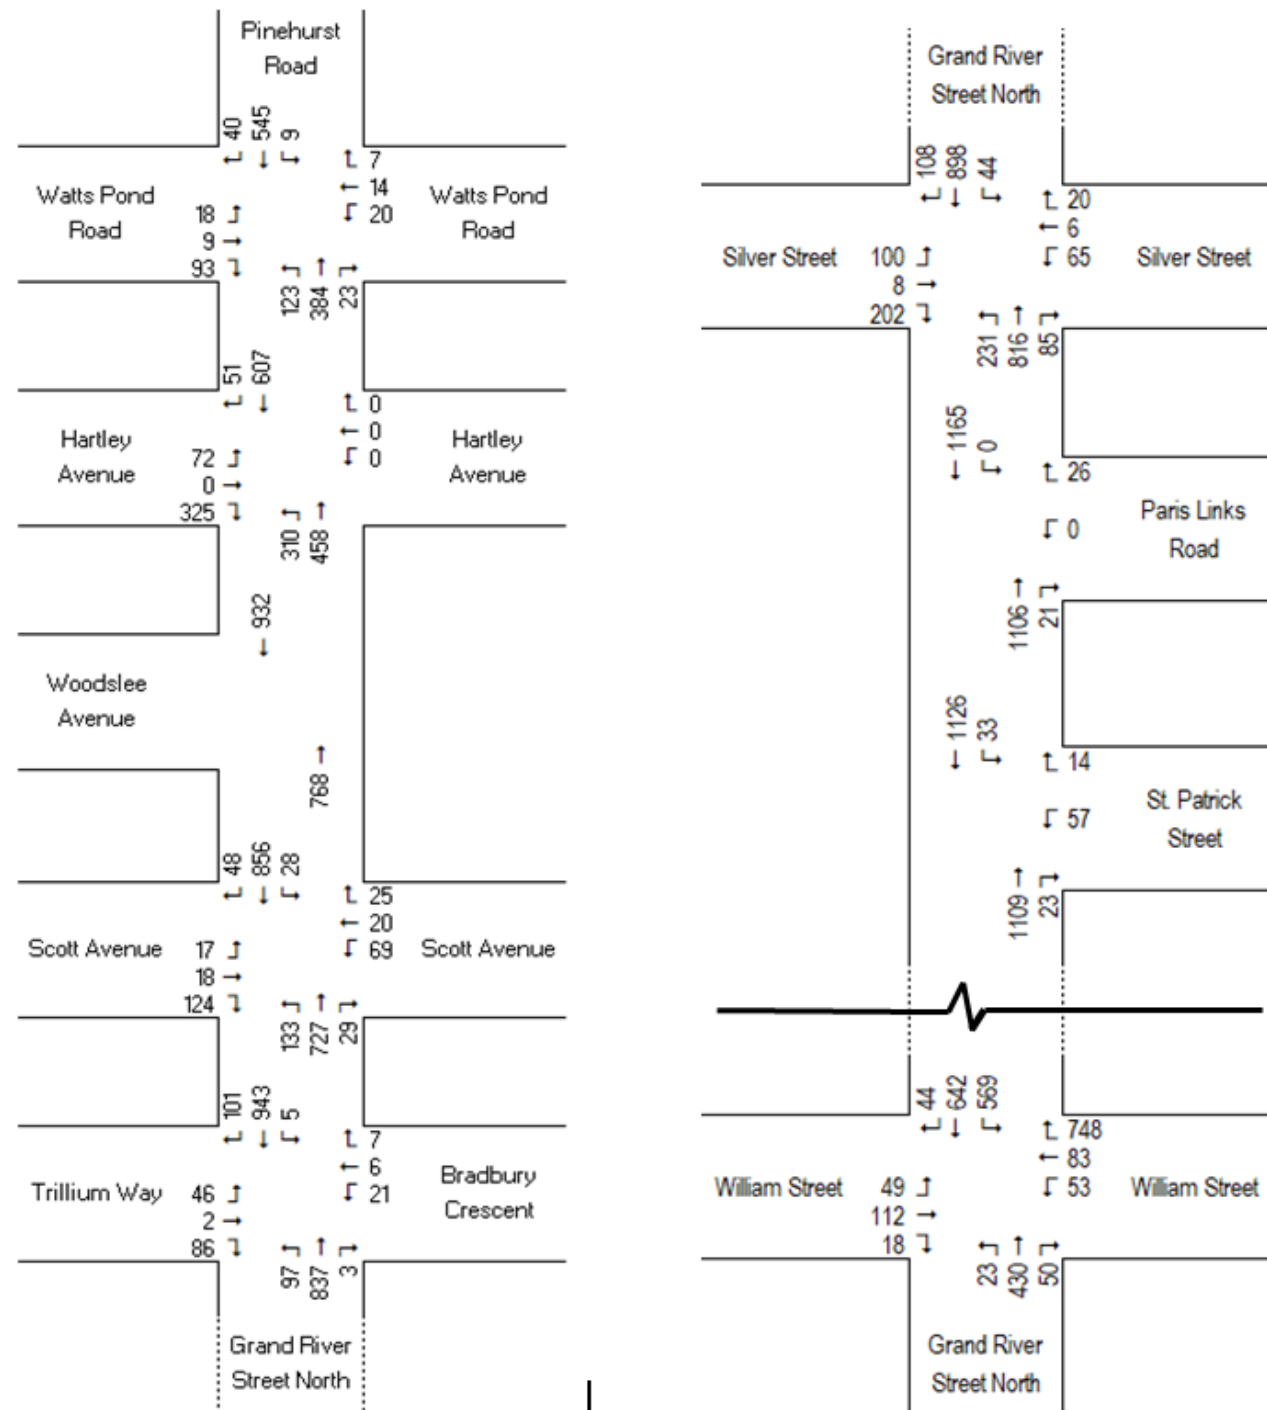 Pinehurst
Road
40
545
9
7
14
20
Watts Pond
Road
18
9
93
Watts Pond
Road
123
384
23
51
607
0
0
0
Hartley
Avenue
72
0
325
Hartley
Avenue
310
458
932
Woodslee
Avenue
768
48
856
28
25
20
69
Scott Avenue
17
18
124
Scott Avenue
133
727
29
101
943
5
7
6
21
Trillium Way
46
2
86
Bradbury
Crescent
97
837
3
Grand River
Street North
Grand River
Street North
108
898
44
20
6
65
Silver Street
100
8
202
Silver Street
231
816
85
1165
0
26
0
Paris Links
Road
1106
21
1126
33
14
57
St. Patrick
Street
1109
23
44
642
569
748
83
53
William Street
49
112
18
William Street
23
430
50
Grand River
Street North